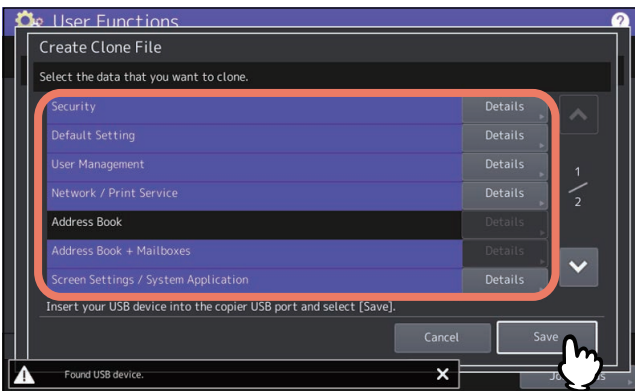 User Functions
?
Create Clone File
Select the data that you want to clone.
Security Details
Default Setting Details
User Management Details
Network / Print Service Details
1
/
2
Address Book Details
Address Book + Mailboxes Details
Screen Settings / System Application Details
Insert your USB device into the copier USB port and select [Save].
Cancel Save
Found USB device.